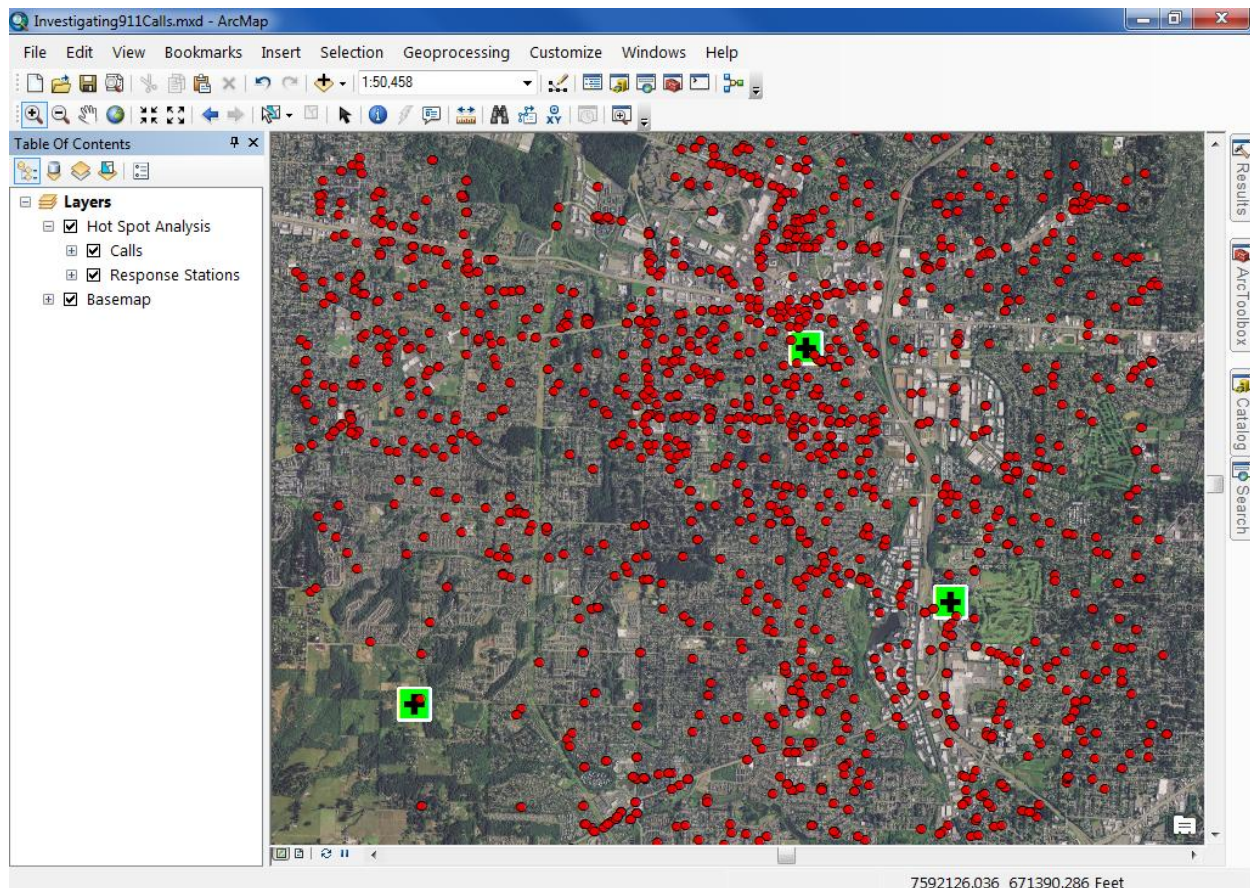 Investigating911Calls.mxd - ArcMap
File Edit View Bookmarks Insert Selection Geoprocessing Customize Windows Help
1:50,458
Table Of Contents
Layers
Hot Spot Analysis
Calls
Response Stations
Basemap
Results
ArcToolbox
Catalog
Search
7592126.036 671390.286 Feet